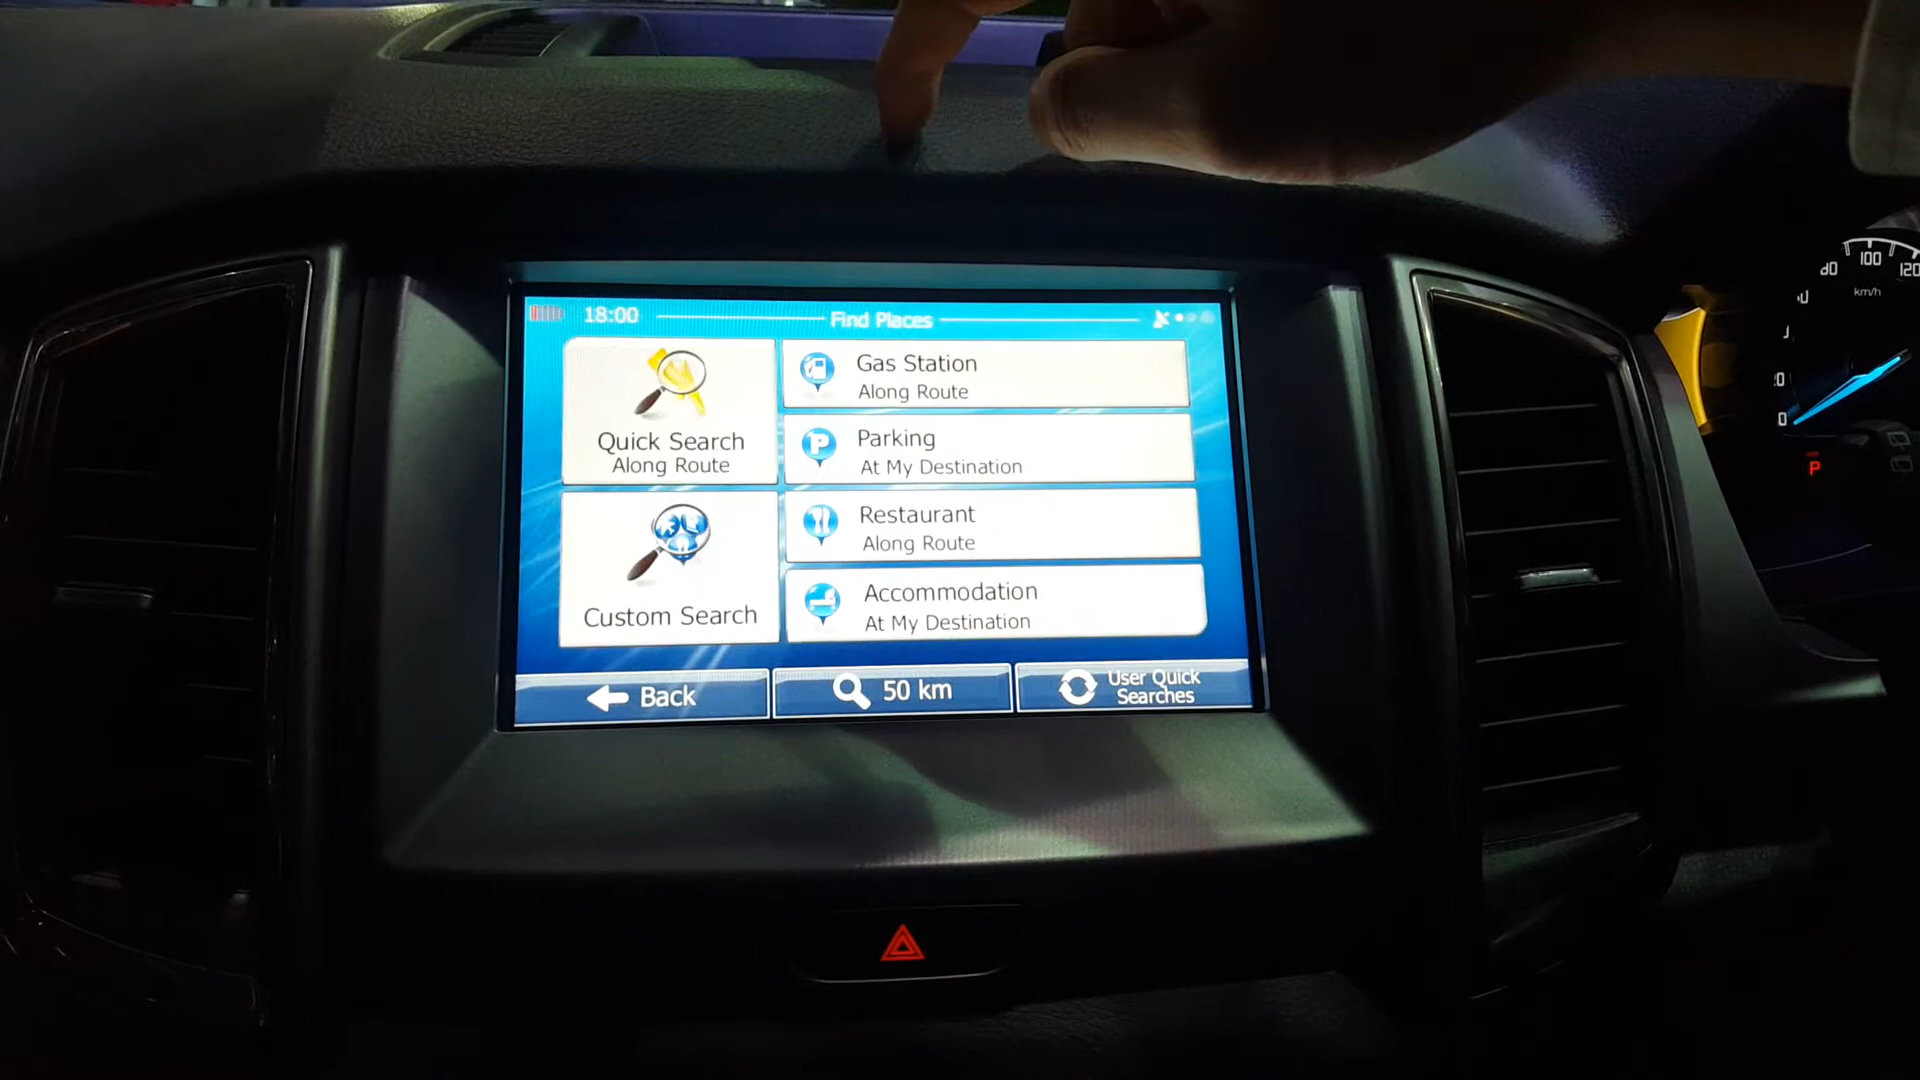 18:00
Find Places
Quick Search
Along Route
Custom Search
Gas Station
Along Route
Parking
At My Destination
Restaurant
Along Route
Accommodation
At My Destination
Back
50 km
User Quick
Searches
100
120
km/h
0
P